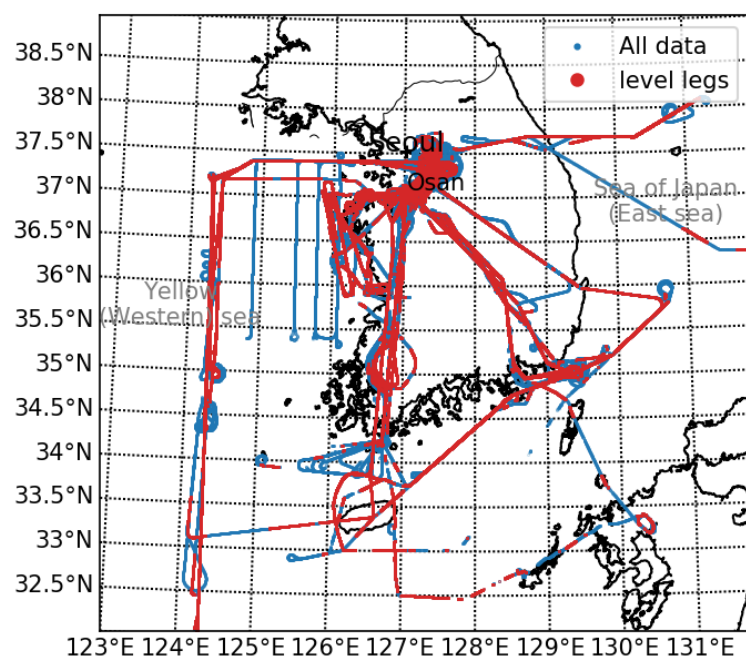 All data
level legs
38.5°N
38°N
37.5°N
37°N
36.5°N
36°N
35.5°N
35°N
34.5°N
34°N
33.5°N
33°N
32.5°N
eoul
Osan
Sea of Japan
(East sea)
Yellow
(Western) sea
123°E 124°E 125°E 126°E 127°E 128°E 129°E 130°E 131°E